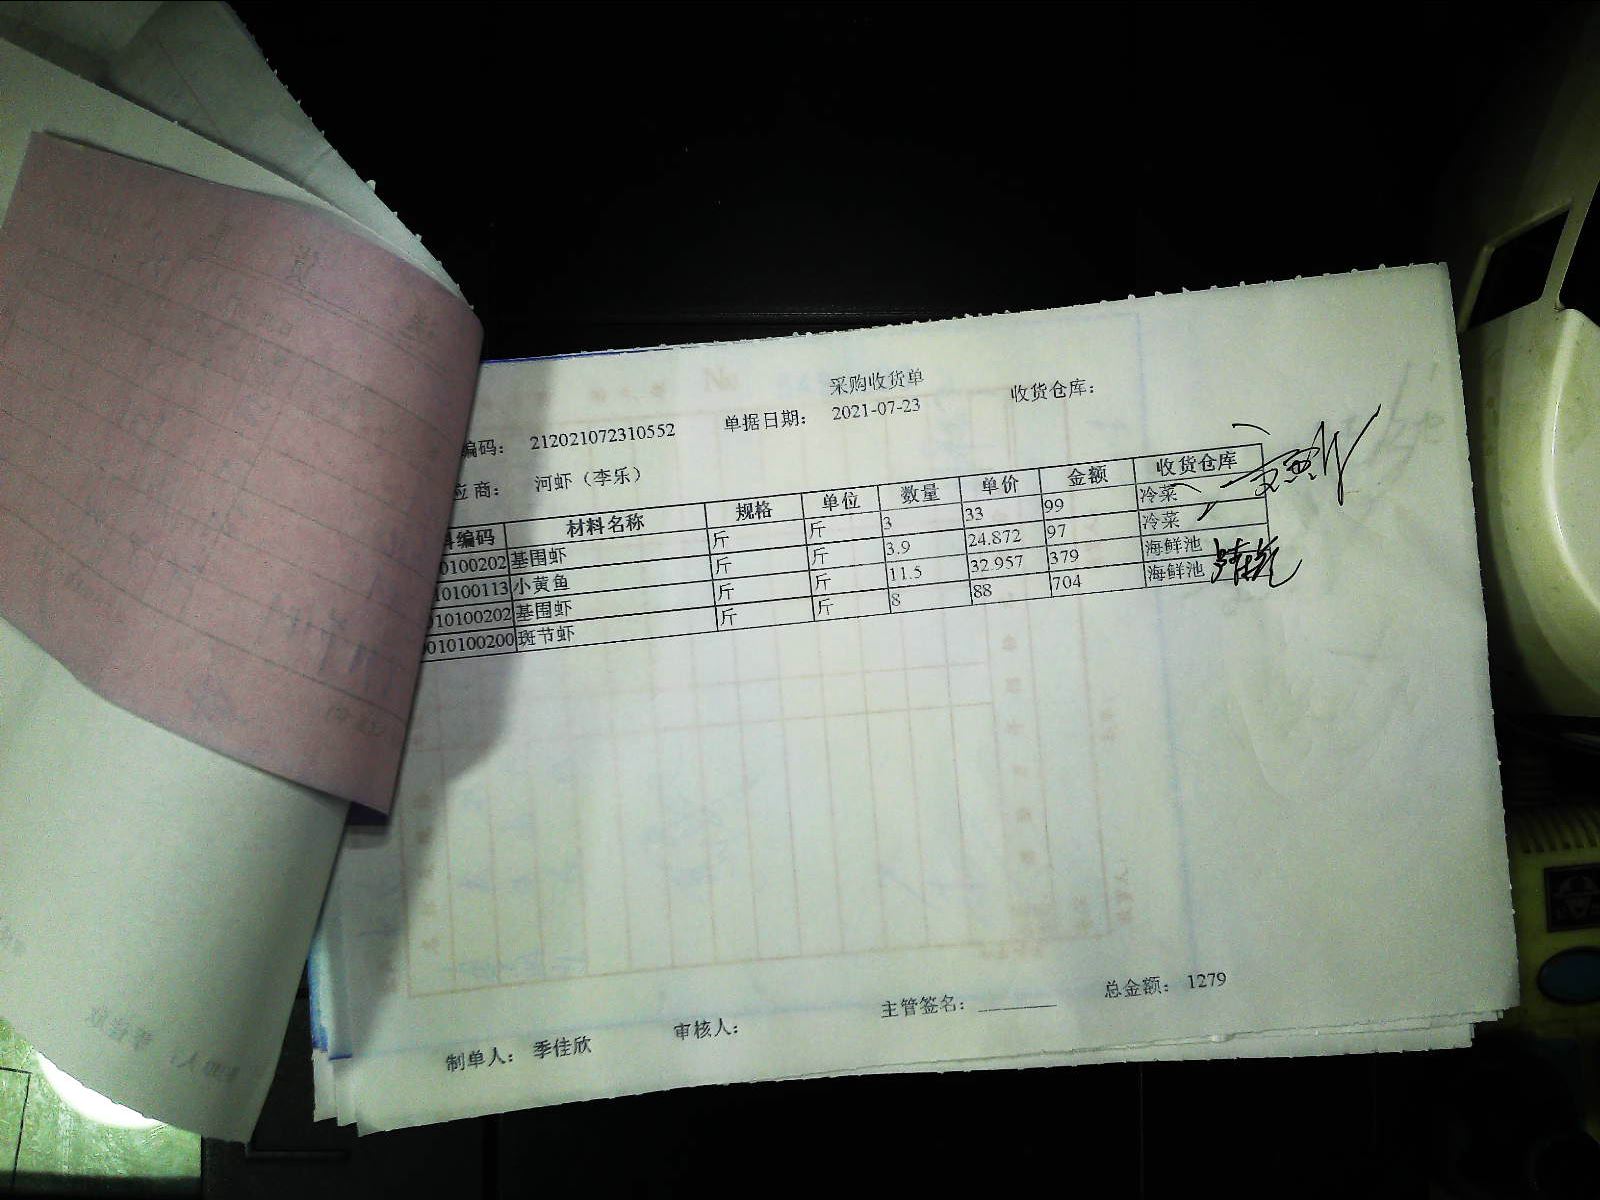 采购收货单
编码： 212021072310552 单据日期： 2021-07-23 收货仓库：
应商： 河虾（李乐）
编码 材料名称 规格 单位 数量 单价 金额 收货仓库
0100202 基围虾 斤 斤 3 33 99 冷菜
10100113 小黄鱼 斤 斤 3.9 24.872 97 冷菜
010100202 基围虾 斤 斤 11.5 32.957 379 海鲜池
010100200 斑节虾 斤 斤 8 88 704 海鲜池
制单人： 季佳欣 审核人： 主管签名： 总金额： 1279